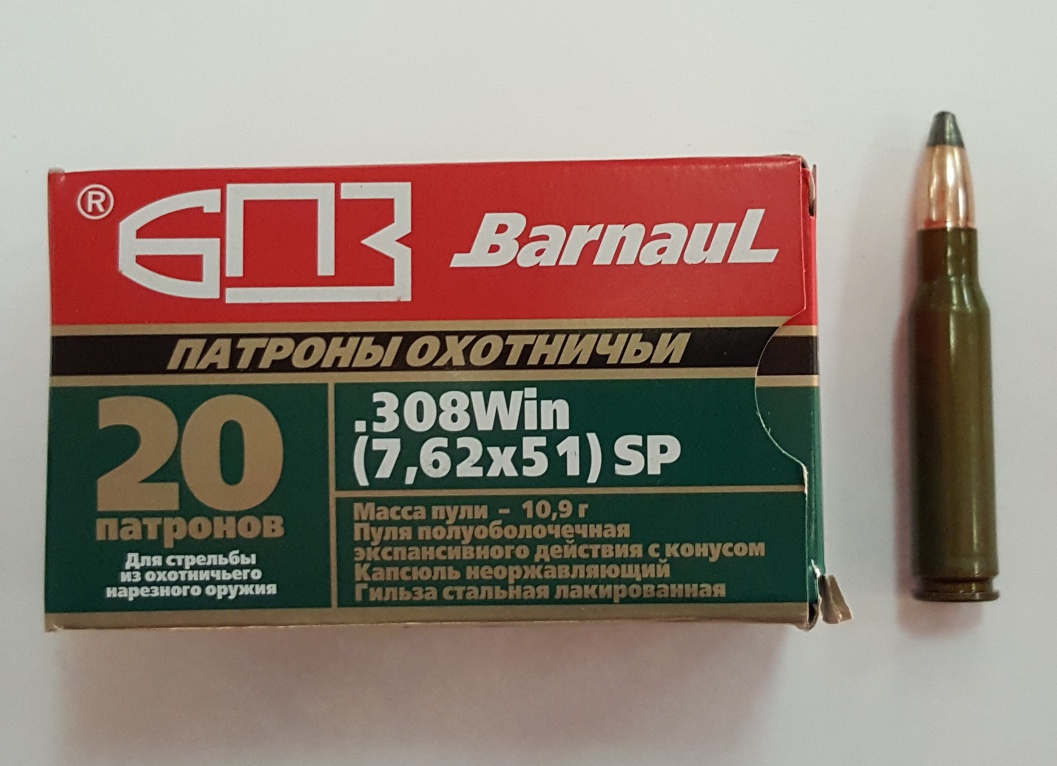 ® БПЗ Barnaul
ПАТРОНЫ ОХОТНИЧЬИ
20
патронов
Для стрельбы
из охотничьего
нарезного оружия
.308Win
(7,62х51) SP
Масса пули – 10,9 г
Пуля полуоболочечная
экспансивного действия с конусом
Капсюль неоржавляющий
Гильза стальная лакированная